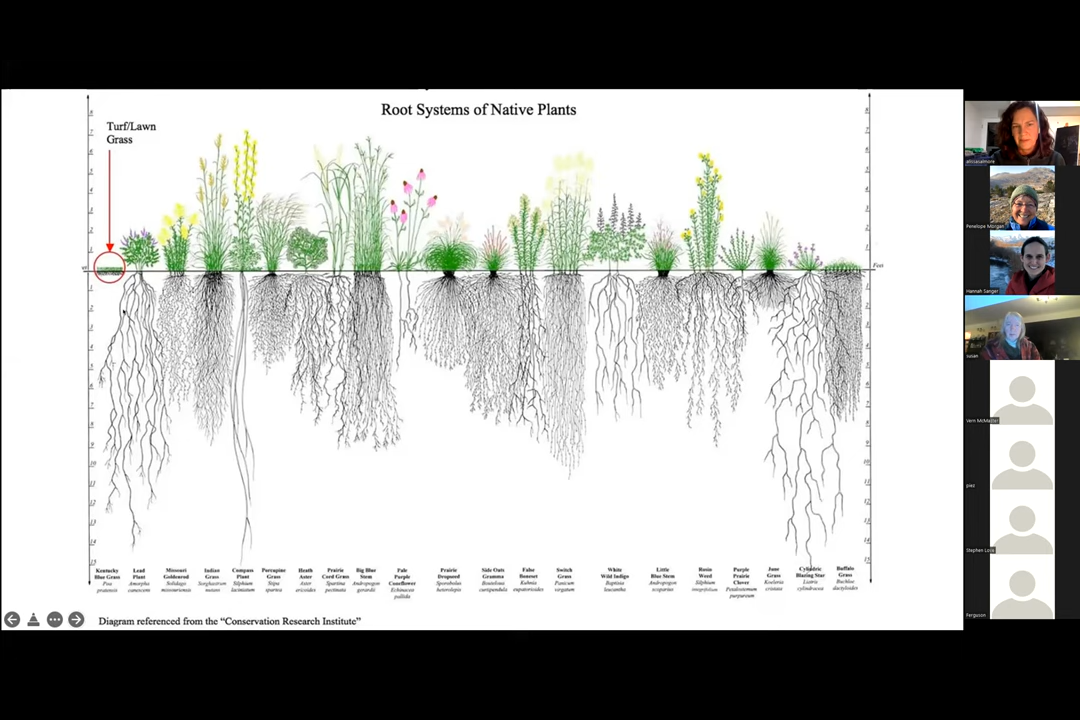 Root Systems of Native Plants
Turf/Lawn
Grass
Feet
Kentucky
Blue Grass
Poa
pratensis
Lead
Plant
Amorpha
canescens
Missouri
Goldenrod
Solidago
missouriensis
Indian
Grass
Sorghastrum
nutans
Compass
Plant
Silphium
laciniatum
Porcupine
Grass
Stipa
spartea
Heath
Aster
Aster
ericoides
Prairie
Cord Grass
Spartina
pectinata
Big Blue
Stem
Andropogon
gerardii
Pale
Purple
Coneflower
Echinacea
pallida
Prairie
Dropseed
Sporobolus
heterolepis
Side Oats
Gramma
Bouteloua
curtipendula
False
Boneset
Kuhnia
eupatorioides
Switch
Grass
Panicum
virgatum
White
Wild Indigo
Baptisia
leucantha
Little
Blue Stem
Andropogon
scoparius
Rosin
Weed
Silphium
integrifolium
Purple
Prairie
Clover
Petalostemum
purpureum
June
Grass
Koeleria
cristata
Cylindric
Blazing Star
Liatris
cylindracea
Buffalo
Grass
Buchloe
dactyloides
Diagram referenced from the “Conservation Research Institute”
Penelope Morgan
Hannah Sanger
susan
Vern McMaster
Stephen Loca
Ferguson